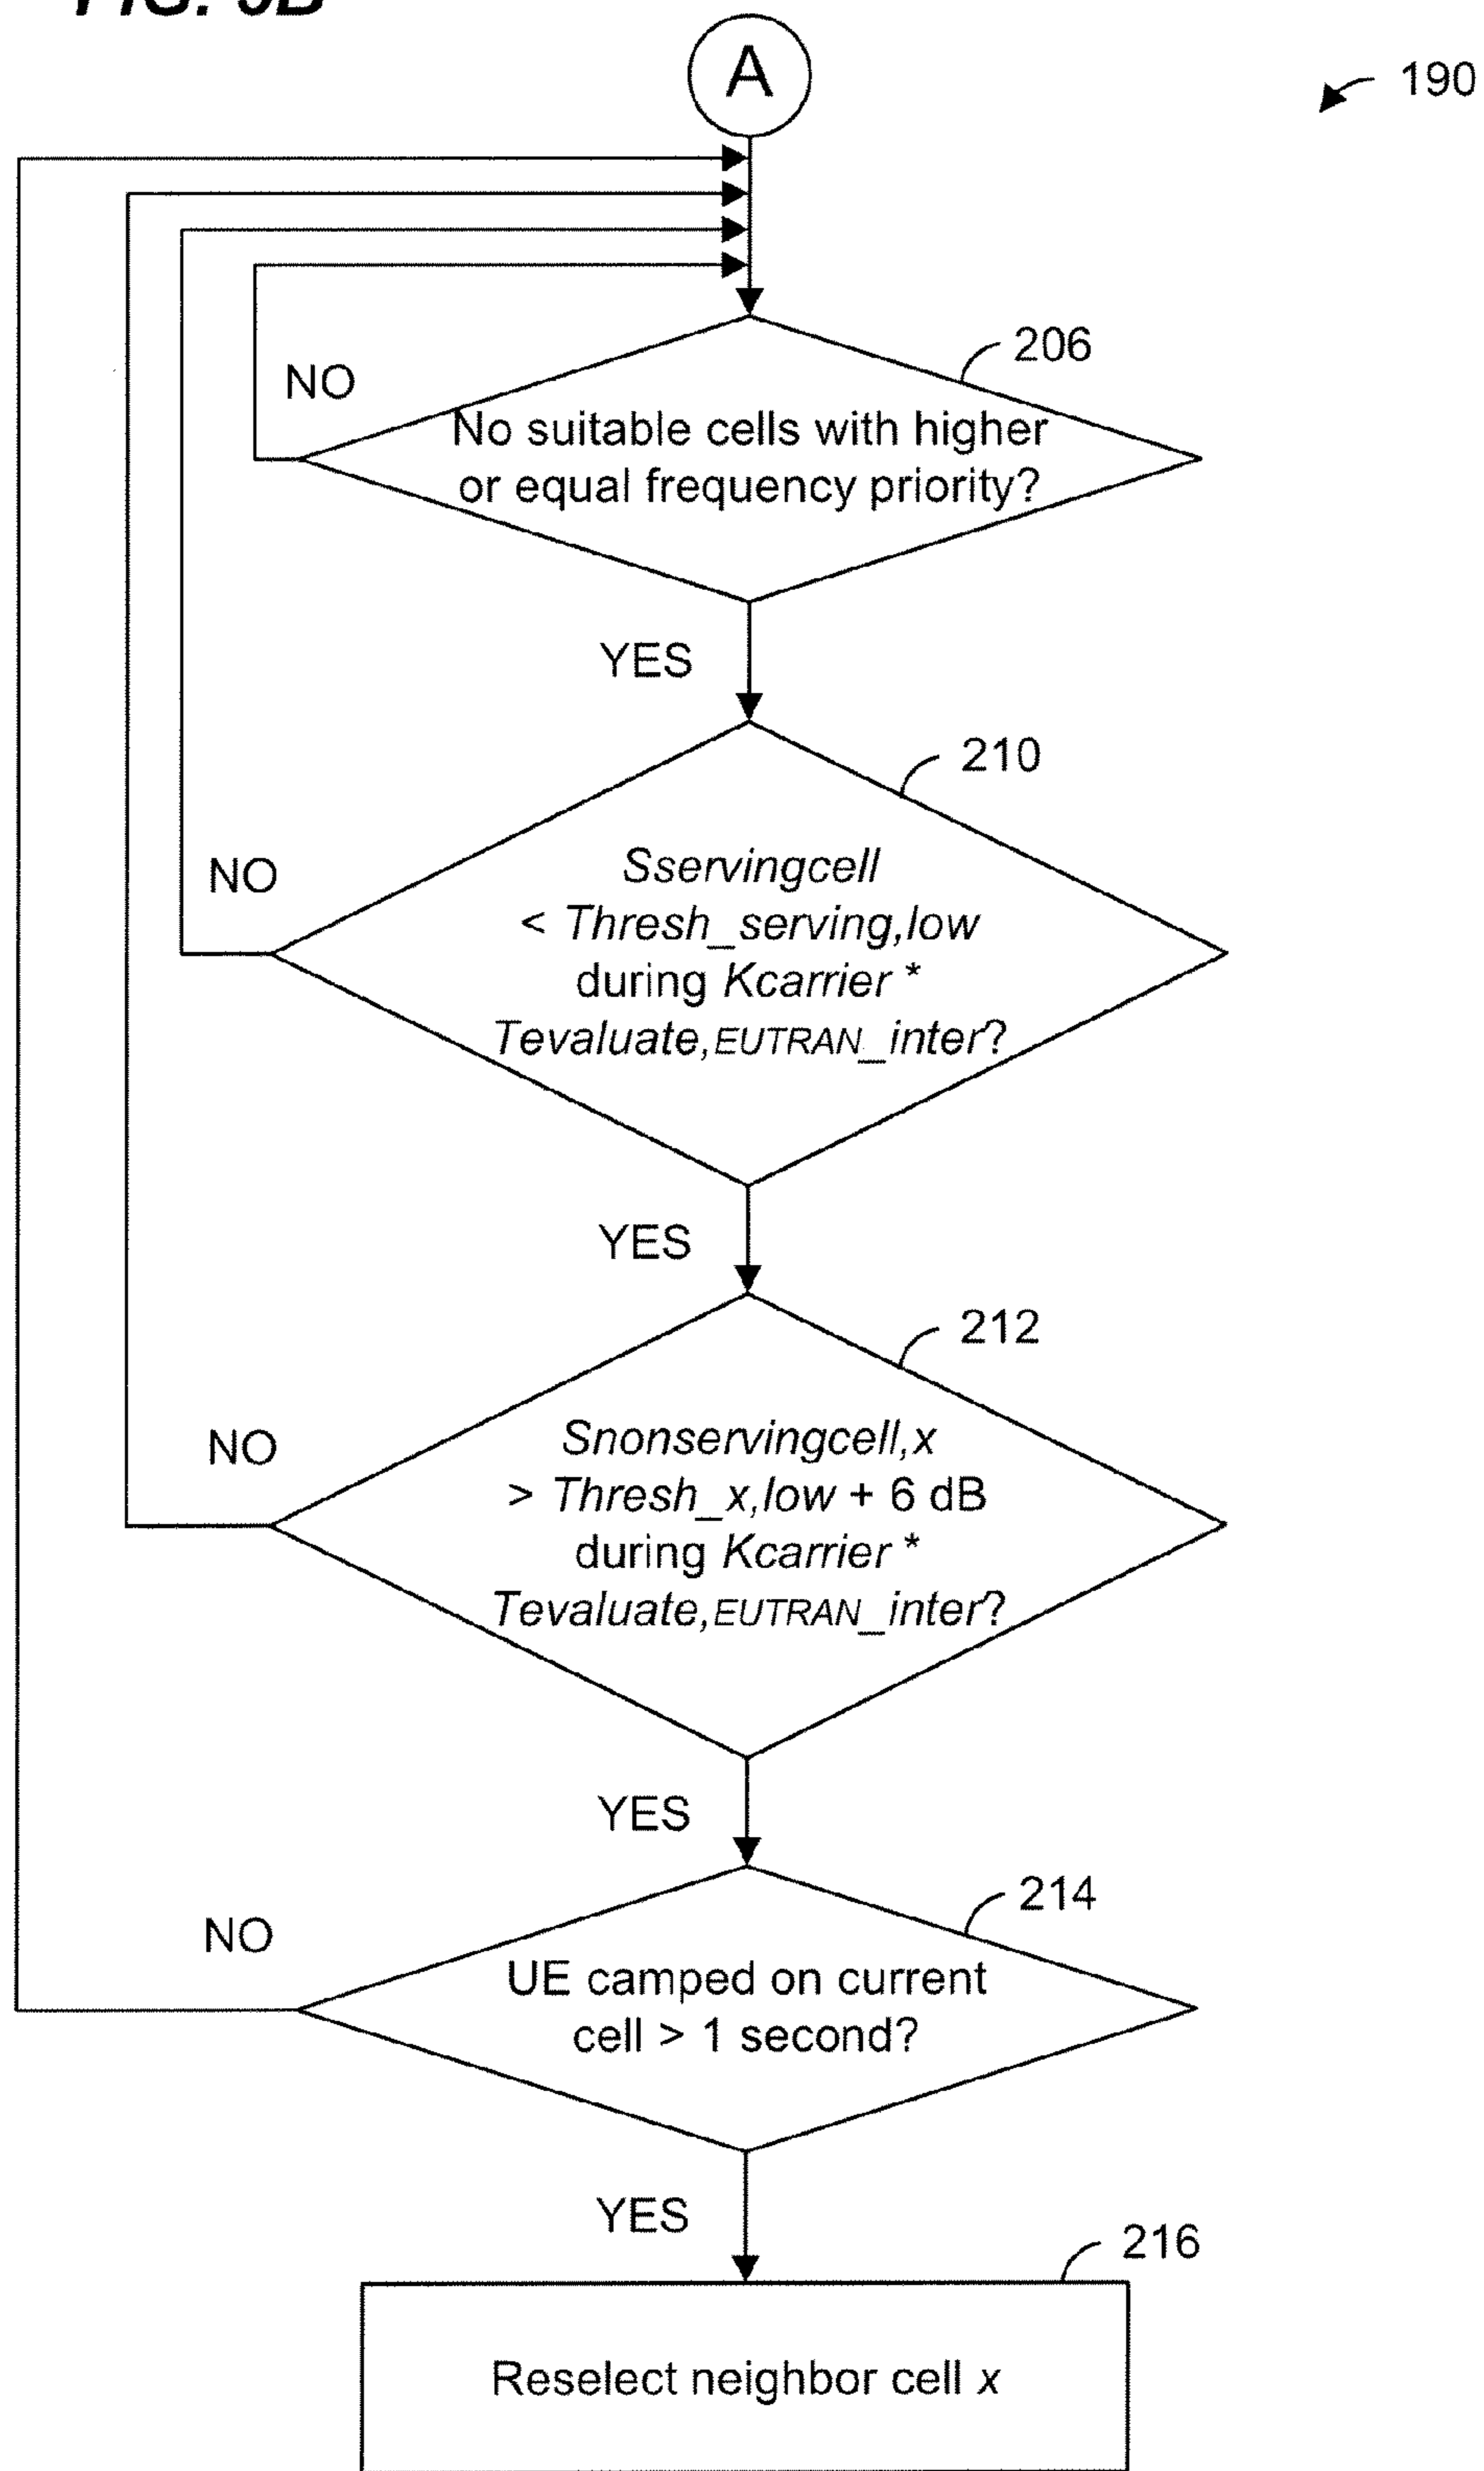 A
190
206
NO
No suitable cells with higher
or equal frequency priority?
YES
210
NO
Sservingcell
< Thresh_serving,low
during Kcarrier *
Tevaluate,EUTRAN_inter?
YES
212
NO
Snonservingcell,x
> Thresh_x,low + 6 dB
during Kcarrier *
Tevaluate,EUTRAN_inter?
YES
214
NO
UE camped on current
cell > 1 second?
YES
216
Reselect neighbor cell x